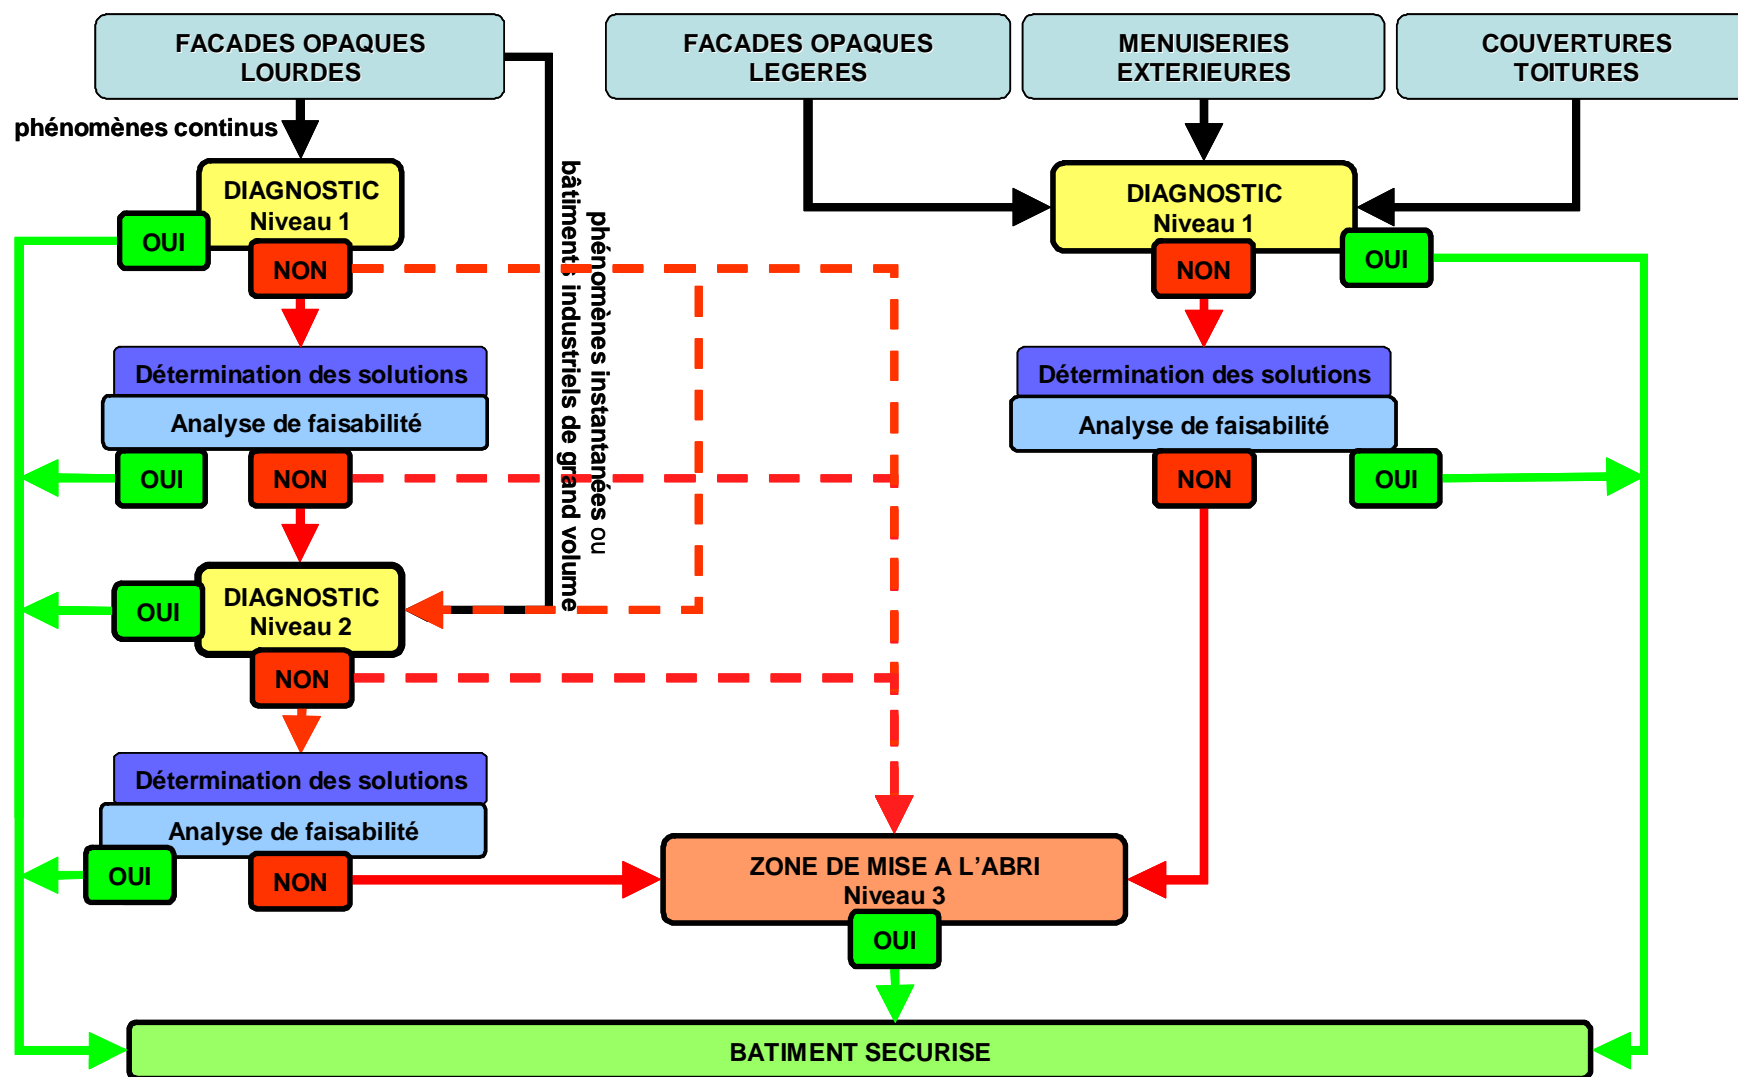 FACADES OPAQUES
LOURDES
FACADES OPAQUES
LEGERES
MENUISERIES
EXTERIEURES
COUVERTURES
TOITURES
phénomènes continus
phénomènes instantanées ou
bâtiments industriels de grand volume
DIAGNOSTIC
Niveau 1
OUI
NON
DIAGNOSTIC
Niveau 1
NON
OUI
Détermination des solutions
Analyse de faisabilité
OUI
NON
Détermination des solutions
Analyse de faisabilité
NON
OUI
DIAGNOSTIC
Niveau 2
OUI
NON
Détermination des solutions
Analyse de faisabilité
OUI
NON
ZONE DE MISE A L'ABRI
Niveau 3
OUI
BATIMENT SECURISE